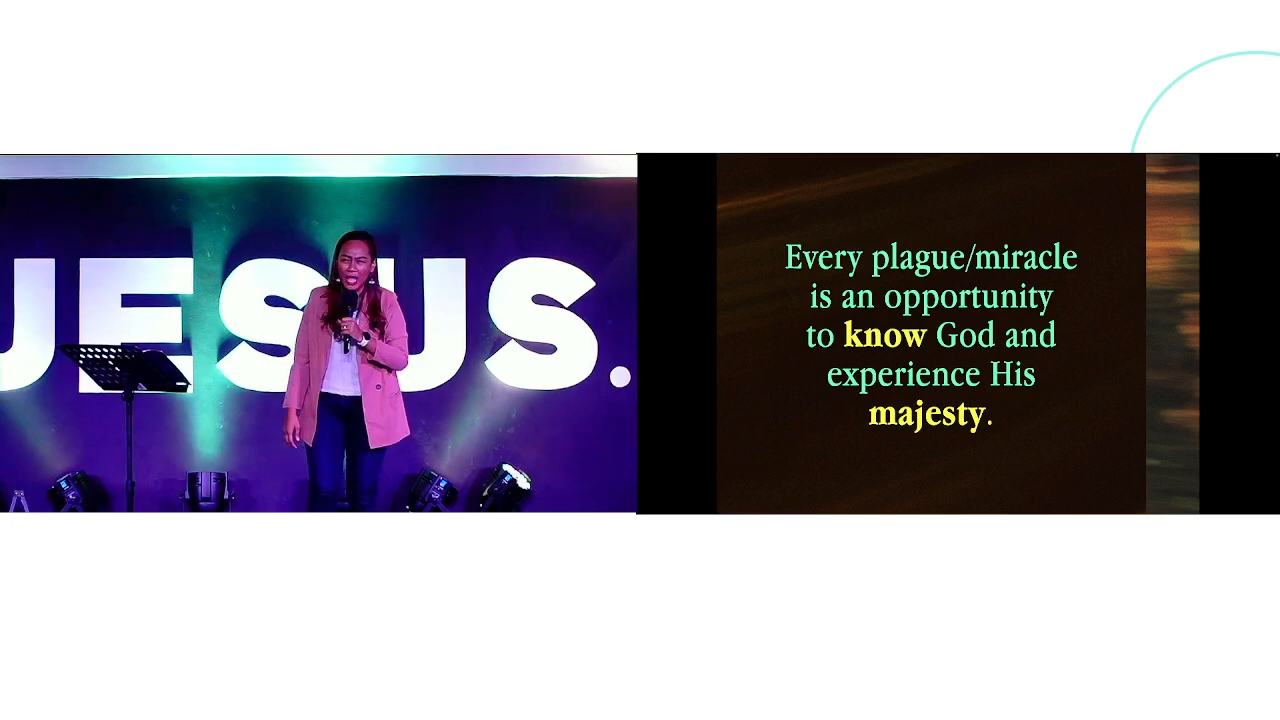 JESUS.
Every plague/miracle
is an opportunity
to know God and
experience His
majesty.